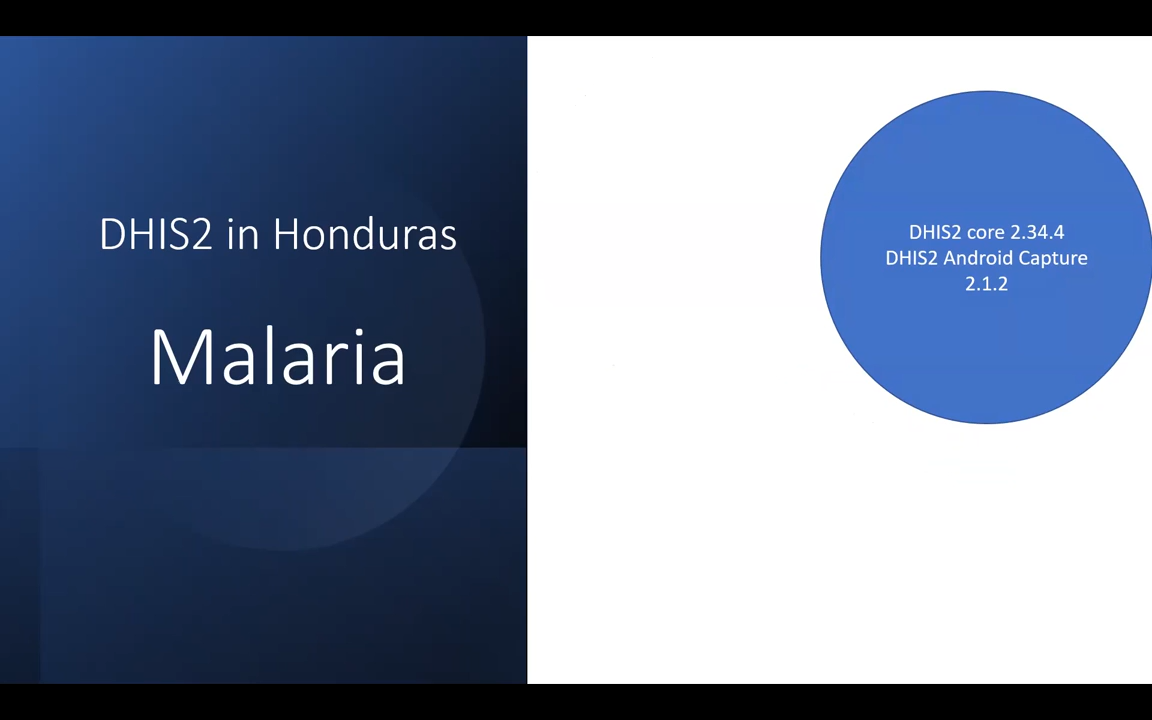 DHIS2 in Honduras
Malaria
DHIS2 core 2.34.4
DHIS2 Android Capture
2.1.2